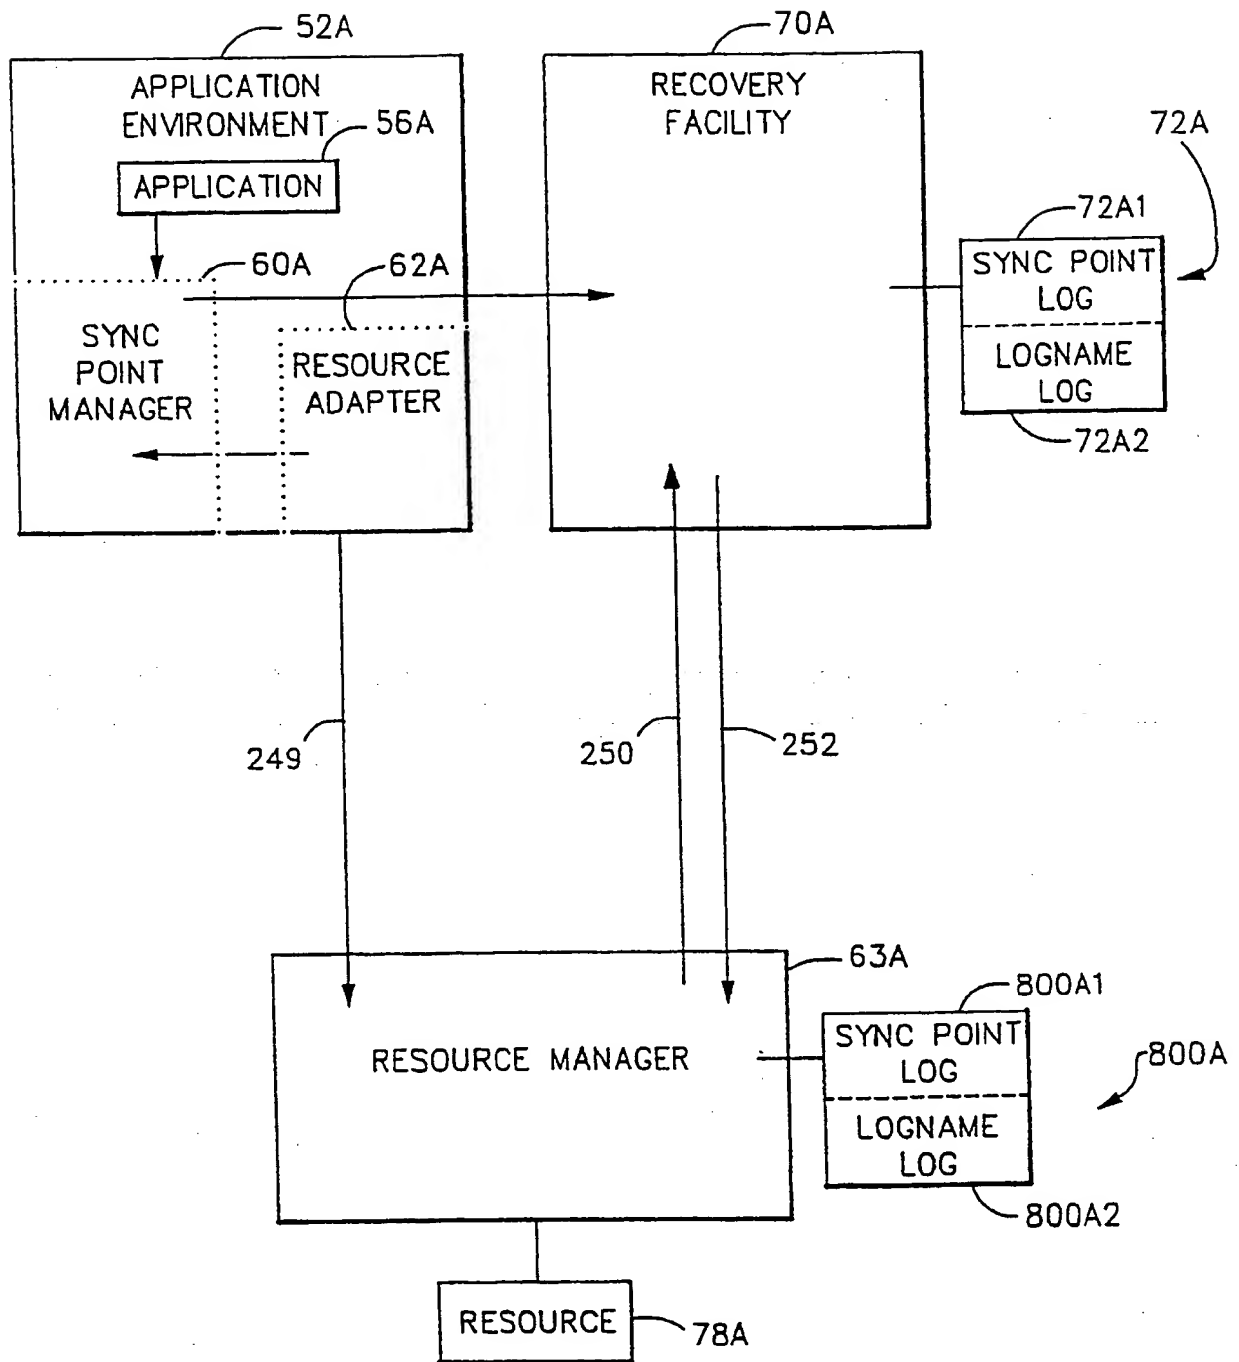 52A
70A
APPLICATION
ENVIRONMENT
56A
APPLICATION
RECOVERY
FACILITY
72A
72A1
60A
62A
SYNC POINT
LOG
LOGNAME
LOG
72A2
SYNC
POINT
MANAGER
RESOURCE
ADAPTER
249
250
252
63A
RESOURCE MANAGER
800A1
SYNC POINT
LOG
LOGNAME
LOG
800A
800A2
RESOURCE
78A